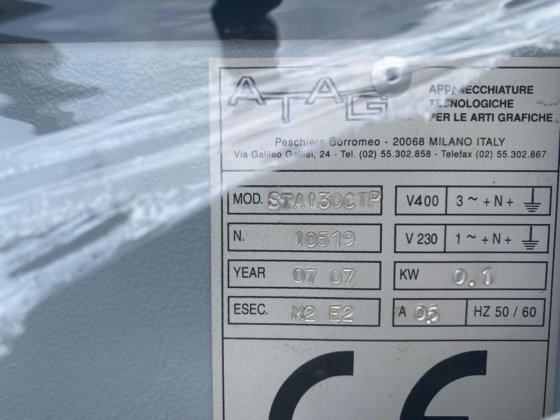 ATAG
APPARECCHIATURE
TECNOLOGICHE
PER LE ARTI GRAFICHE
Peschiera Borromeo - 20068 MILANO ITALY
Via Galileo Galilei, 24 - Tel. (02) 55.302.858 - Telefax (02) 55.302.867
MOD. STA130CTP V400 3 ~ + N +
N. 10519 V 230 1 ~ + N +
YEAR 07 07 KW 0.1
ESEC. M2 E2 A 05 HZ 50 / 60
CE